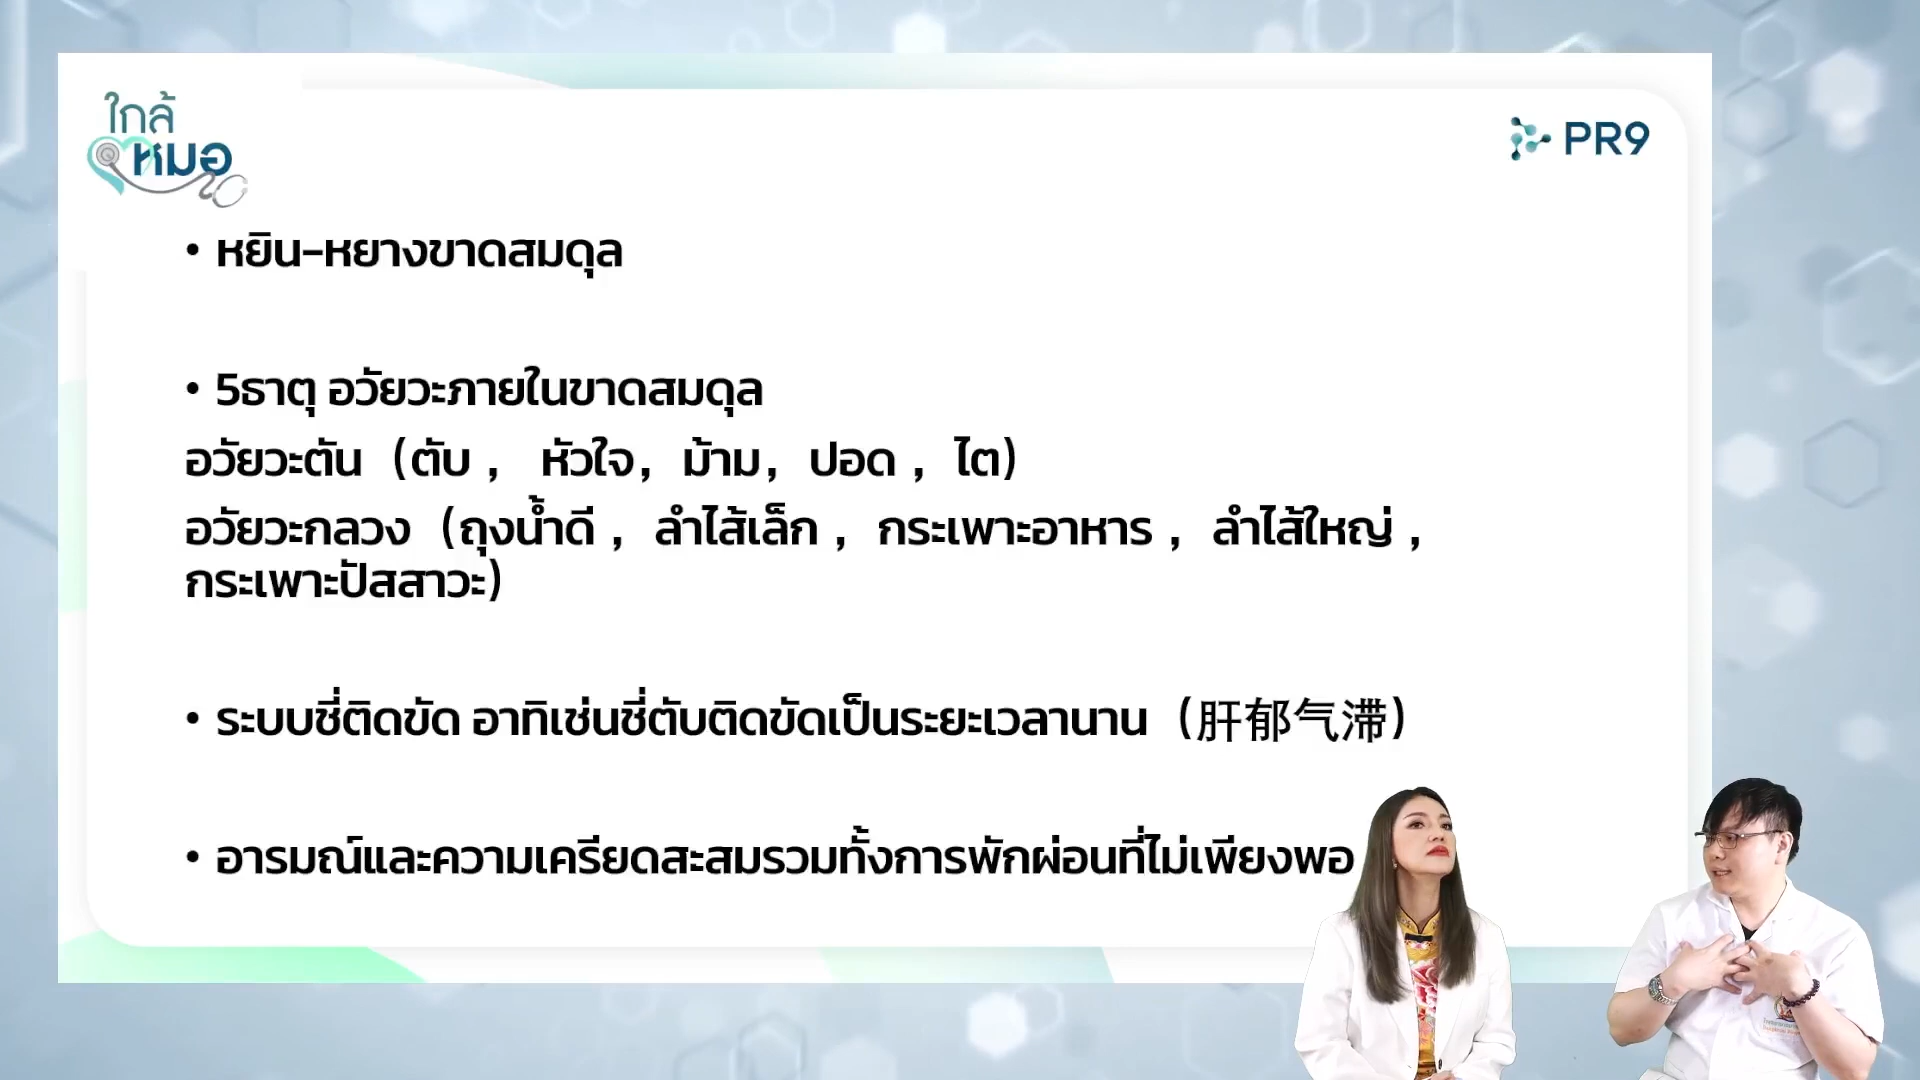 ใกล้
หมอ
PR9
• หยิน-หยางขาดสมดุล
• 5ธาตุ อวัยวะภายในขาดสมดุล
อวัยวะตัน (ตับ , หัวใจ, ม้าม, ปอด , ไต)
อวัยวะกลวง (ถุงน้ำดี , ลำไส้เล็ก , กระเพาะอาหาร , ลำไส้ใหญ่ ,
กระเพาะปัสสาวะ)
• ระบบชี่ติดขัด อาทิเช่นชี่ตับติดขัดเป็นระยะเวลานาน (肝郁气滞)
• อารมณ์และความเครียดสะสมรวมทั้งการพักผ่อนที่ไม่เพียงพอ